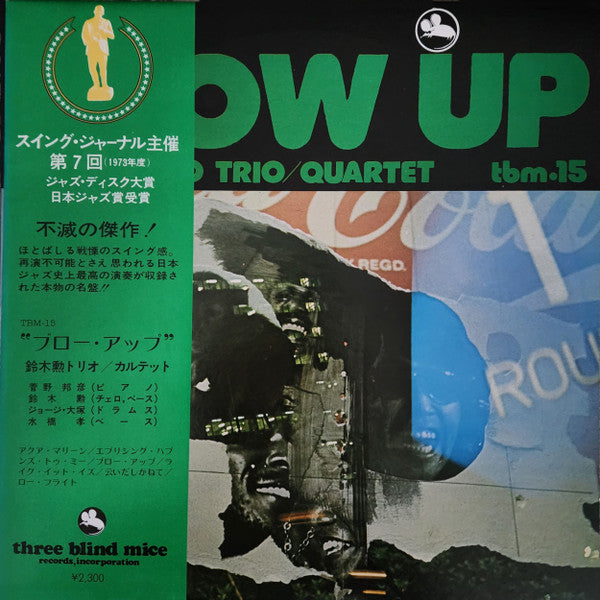 スイング・ジャーナル主催
第7回(1973年度)
ジャズ・ディスク大賞
日本ジャズ賞受賞
不滅の傑作!
ほとばしる戦慄のスイング感。
再演不可能とさえ思われる日本
ジャズ史上最高の演奏が収録さ
れた本物の名盤!!
TBM-15
"ブロー・アップ"
鈴木勲トリオ/カルテット
菅野邦彦(ピアノ)
鈴木勲(チェロ、ベース)
ジョージ・大塚(ドラムス)
水橋孝(ベース)
アクア・マリーン/エブリシング・ハプ
ンズ・トゥ・ミー/ブロー・アップ/ラ
イク・イット・イズ/云いだしかねて/
ロー・フライト
three blind mice
records,incorporation
¥2,300
OW UP
O TRIO/QUARTET
tbm・15
Coca Cola
REGD.
1
ROU